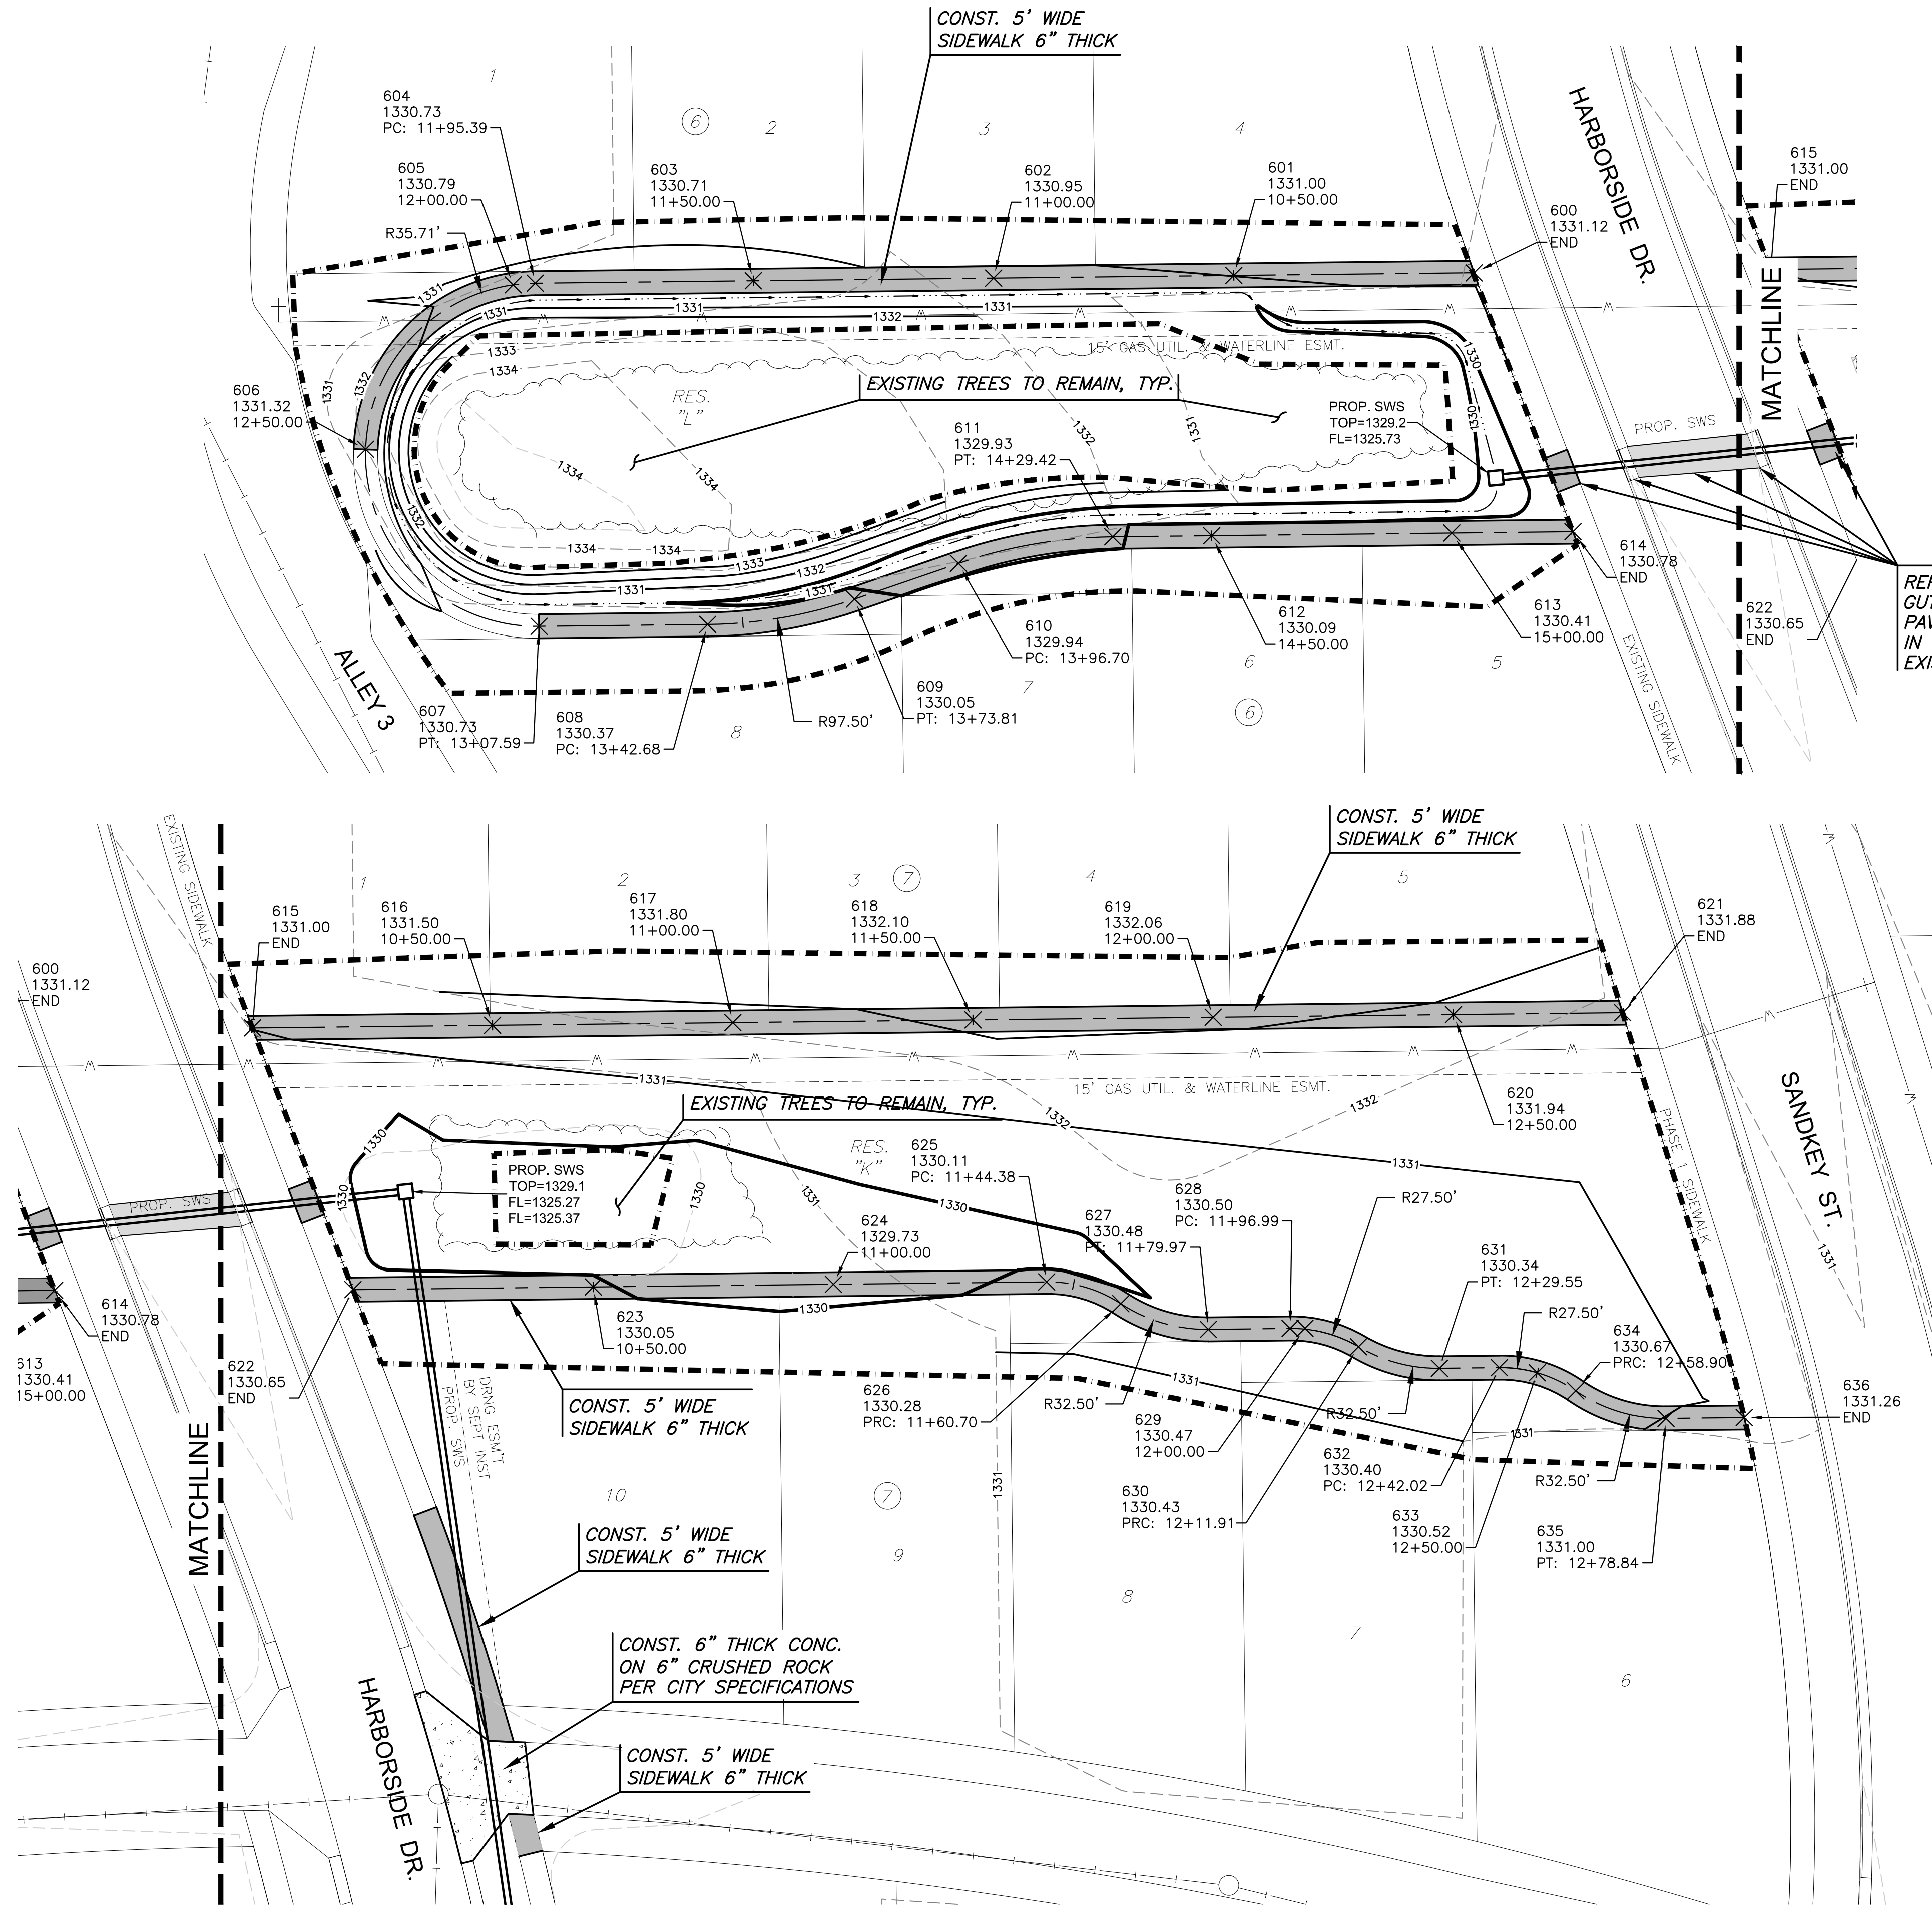 CONST. 5' WIDE
SIDEWALK 6" THICK
1
604
1330.73
PC: 11+95.39
6
2
3
4
605
1330.79
12+00.00
603
1330.71
11+50.00
602
1330.95
11+00.00
601
1331.00
10+50.00
HARBORSIDE DR.
615
1331.00
END
600
1331.12
END
R35.71'
MATCHLINE
1331
1331
1331
1331
1332
1333
1334
15' GAS UTIL. & WATERLINE ESMT.
1330
1330
606
1331.32
12+50.00
1331
1332
RES.
"L"
EXISTING TREES TO REMAIN, TYP.
PROP. SWS
TOP=1329.2
FL=1325.73
PROP. SWS
611
1329.93
PT: 14+29.42
1332
1331
1334
1334
1332
1334
1334
1333
1332
1331
1331
614
1330.78
END
622
1330.65
END
613
1330.41
15+00.00
612
1330.09
14+50.00
610
1329.94
PC: 13+96.70
6
5
6
7
609
1330.05
PT: 13+73.81
R97.50'
8
607
1330.73
PT: 13+07.59
608
1330.37
PC: 13+42.68
ALLEY 3
EXISTING SIDEWALK
CONST. 5' WIDE
SIDEWALK 6" THICK
EXISTING SIDEWALK
1
2
3
7
4
5
615
1331.00
END
616
1331.50
10+50.00
617
1331.80
11+00.00
618
1332.10
11+50.00
619
1332.06
12+00.00
621
1331.88
END
600
1331.12
END
1331
15' GAS UTIL. & WATERLINE ESMT.
1332
1332
620
1331.94
12+50.00
PHASE 1 SIDEWALK
SANDKEY ST.
EXISTING TREES TO REMAIN, TYP.
1330
1330
RES.
"K"
PROP. SWS
TOP=1329.1
FL=1325.27
FL=1325.37
1330
PROP. SWS
625
1330.11
PC: 11+44.38
1331
1330
1331
1331
628
1330.50
PC: 11+96.99
R27.50'
627
1330.48
PT: 11+79.97
624
1329.73
11+00.00
631
1330.34
PT: 12+29.55
R27.50'
634
1330.67
PRC: 12+58.90
614
1330.78
END
613
1330.41
15+00.00
622
1330.65
END
623
1330.05
10+50.00
1330
626
1330.28
PRC: 11+60.70
R32.50'
1331
629
1330.47
12+00.00
R32.50'
632
1330.40
PC: 12+42.02
1331
R32.50'
636
1331.26
END
630
1330.43
PRC: 12+11.91
633
1330.52
12+50.00
635
1331.00
PT: 12+78.84
CONST. 5' WIDE
SIDEWALK 6" THICK
PROP. SWS
DRNG ESM'T
BY SEPT INST
MATCHLINE
10
7
9
1331
CONST. 5' WIDE
SIDEWALK 6" THICK
8
7
6
CONST. 6" THICK CONC.
ON 6" CRUSHED ROCK
PER CITY SPECIFICATIONS
CONST. 5' WIDE
SIDEWALK 6" THICK
HARBORSIDE DR.